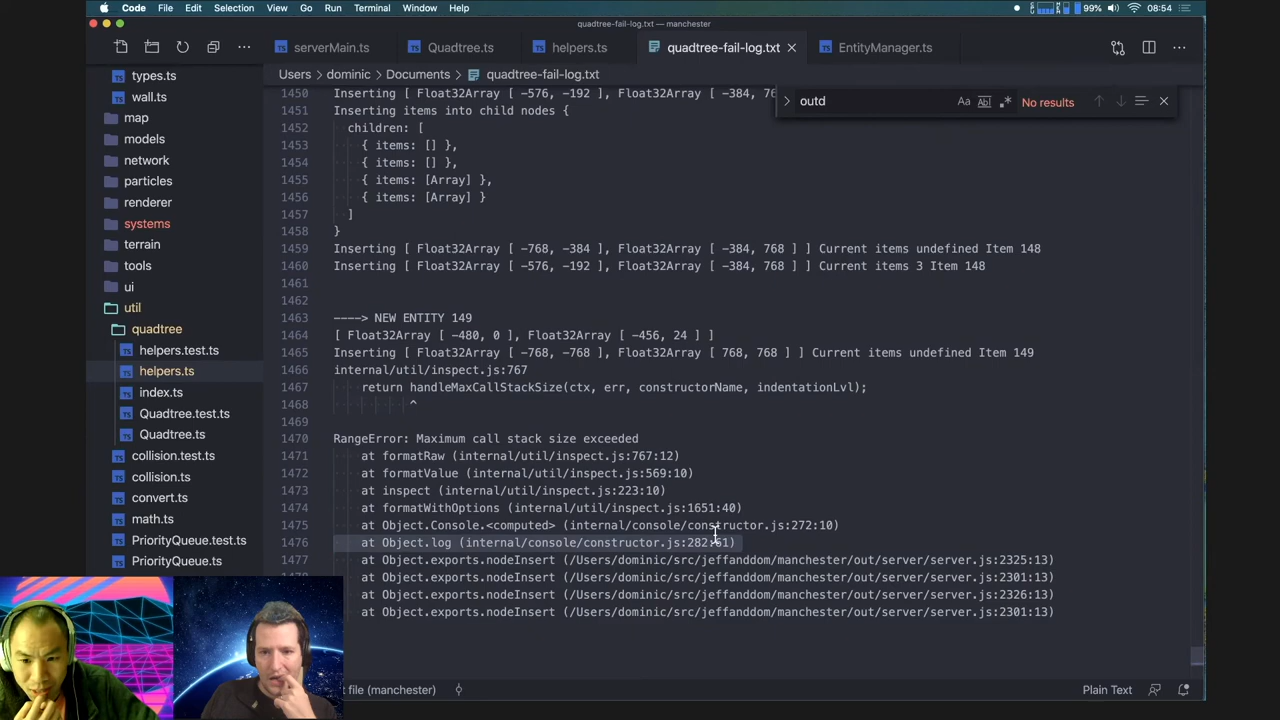 Code File Edit Selection View Go Run Terminal Window Help 99% 08:54
quadtree-fail-log.txt — manchester
serverMain.ts Quadtree.ts helpers.ts quadtree-fail-log.txt EntityManager.ts
Users > dominic > Documents > quadtree-fail-log.txt
outd No results
types.ts
wall.ts
map
models
network
particles
renderer
systems
terrain
tools
ui
util
quadtree
helpers.test.ts
helpers.ts
index.ts
Quadtree.test.ts
Quadtree.ts
collision.test.ts
collision.ts
convert.ts
math.ts
PriorityQueue.test.ts
PriorityQueue.ts
1450 Inserting [ Float32Array [ -576, -192 ], Float32Array [ -384, 76
1451 Inserting items into child nodes {
1452 children: [
1453 { items: [] },
1454 { items: [] },
1455 { items: [Array] },
1456 { items: [Array] }
1457 ]
1458 }
1459 Inserting [ Float32Array [ -768, -384 ], Float32Array [ -384, 768 ] ] Current items undefined Item 148
1460 Inserting [ Float32Array [ -576, -192 ], Float32Array [ -384, 768 ] ] Current items 3 Item 148
1461
1462
1463 ----> NEW ENTITY 149
1464 [ Float32Array [ -480, 0 ], Float32Array [ -456, 24 ] ]
1465 Inserting [ Float32Array [ -768, -768 ], Float32Array [ 768, 768 ] ] Current items undefined Item 149
1466 internal/util/inspect.js:767
1467 return handleMaxCallStackSize(ctx, err, constructorName, indentationLvl);
1468 ^
1469
1470 RangeError: Maximum call stack size exceeded
1471 at formatRaw (internal/util/inspect.js:767:12)
1472 at formatValue (internal/util/inspect.js:569:10)
1473 at inspect (internal/util/inspect.js:223:10)
1474 at formatWithOptions (internal/util/inspect.js:1651:40)
1475 at Object.Console.<computed> (internal/console/constructor.js:272:10)
1476 at Object.log (internal/console/constructor.js:282:61)
1477 at Object.exports.nodeInsert (/Users/dominic/src/jeffanddom/manchester/out/server/server.js:2325:13)
at Object.exports.nodeInsert (/Users/dominic/src/jeffanddom/manchester/out/server/server.js:2301:13)
at Object.exports.nodeInsert (/Users/dominic/src/jeffanddom/manchester/out/server/server.js:2326:13)
at Object.exports.nodeInsert (/Users/dominic/src/jeffanddom/manchester/out/server/server.js:2301:13)
t file (manchester) Plain Text